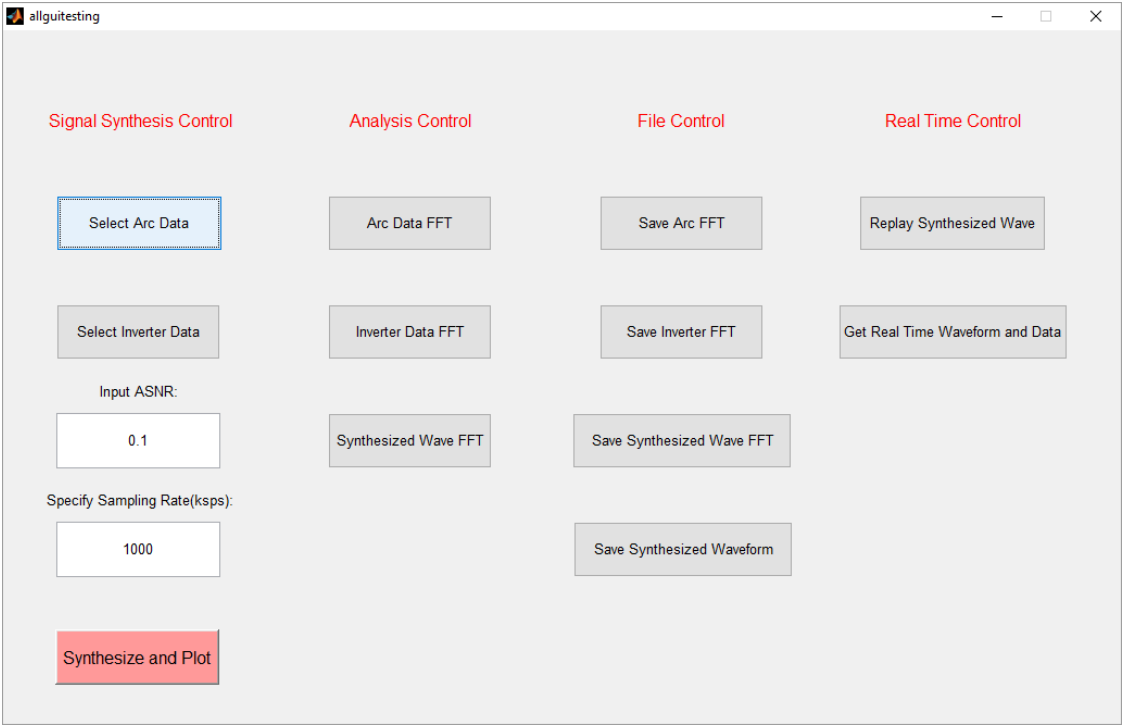 allguitesting
Signal Synthesis Control
Analysis Control
File Control
Real Time Control
Select Arc Data
Arc Data FFT
Save Arc FFT
Replay Synthesized Wave
Select Inverter Data
Inverter Data FFT
Save Inverter FFT
Get Real Time Waveform and Data
Input ASNR:
0.1
Synthesized Wave FFT
Save Synthesized Wave FFT
Specify Sampling Rate(ksps):
1000
Save Synthesized Waveform
Synthesize and Plot